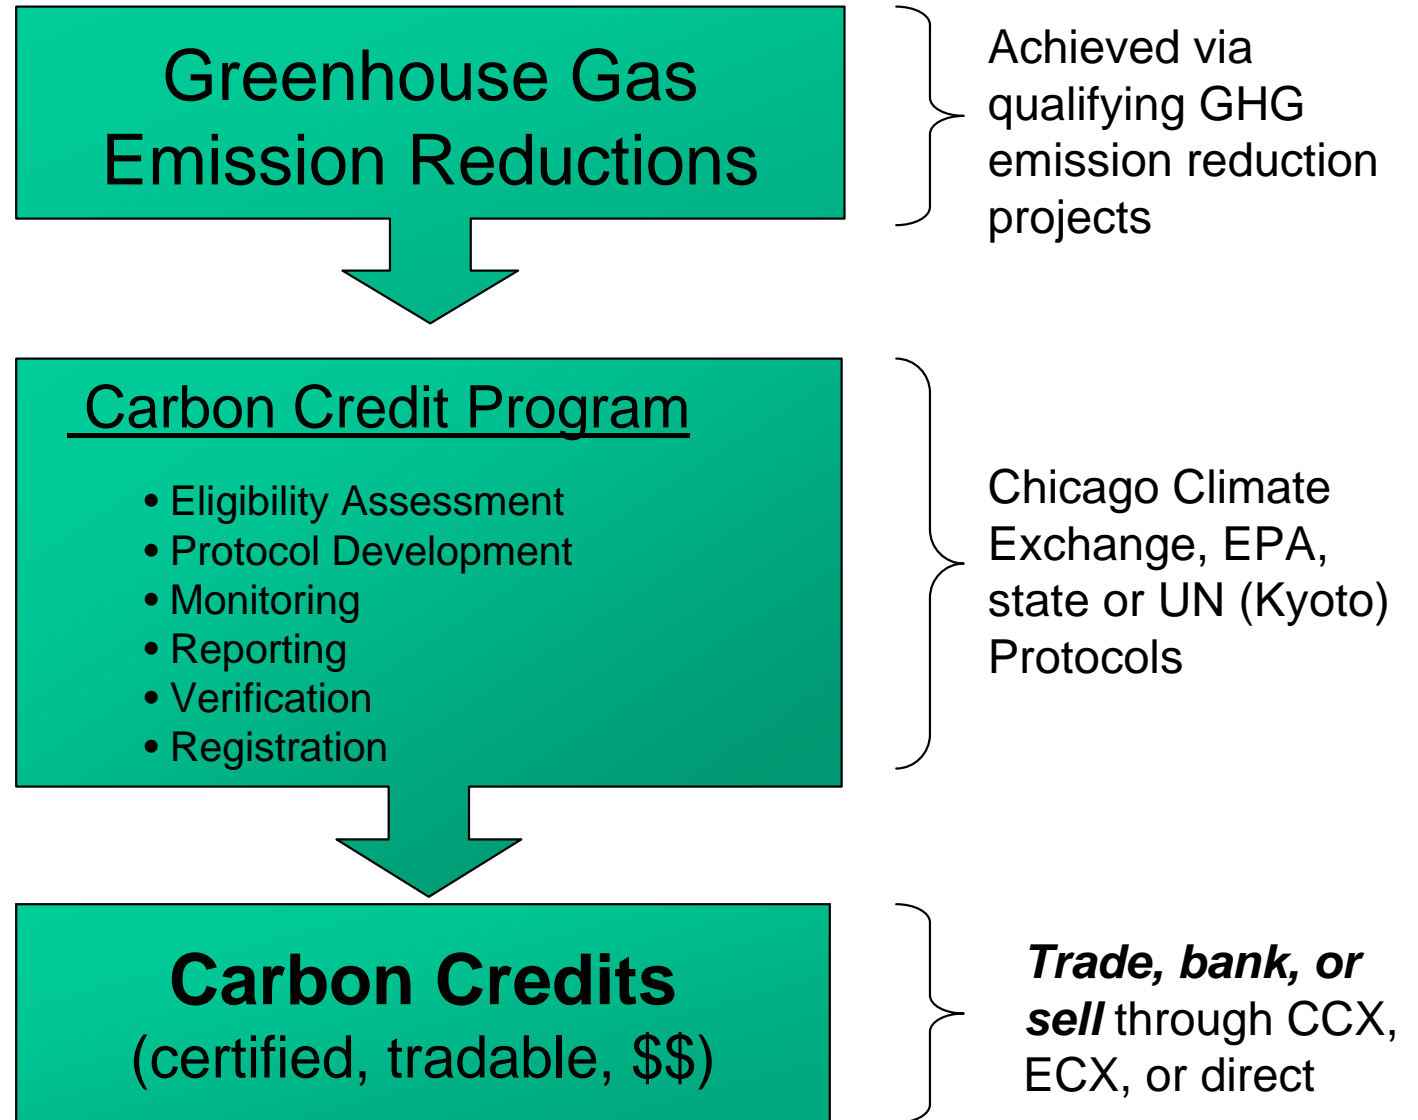 Greenhouse Gas
Emission Reductions
Achieved via
qualifying GHG
emission reduction
projects
Carbon Credit Program
• Eligibility Assessment
• Protocol Development
• Monitoring
• Reporting
• Verification
• Registration
Chicago Climate
Exchange, EPA,
state or UN (Kyoto)
Protocols
Carbon Credits
(certified, tradable, $$)
Trade, bank, or
sell through CCX,
ECX, or direct